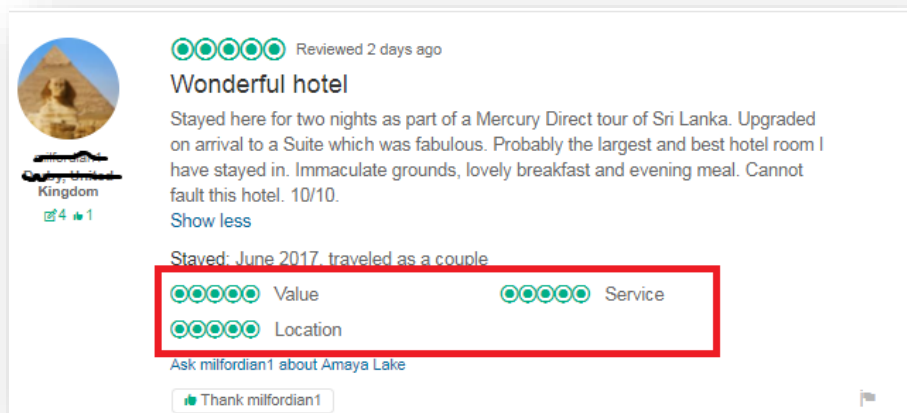 Reviewed 2 days ago
Wonderful hotel
Stayed here for two nights as part of a Mercury Direct tour of Sri Lanka. Upgraded
on arrival to a Suite which was fabulous. Probably the largest and best hotel room I
have stayed in. Immaculate grounds, lovely breakfast and evening meal. Cannot
fault this hotel. 10/10.
Show less
Kingdom
4 1
Stayed: June 2017, traveled as a couple
Value Service
Location
Ask milfordian1 about Amaya Lake
Thank milfordian1